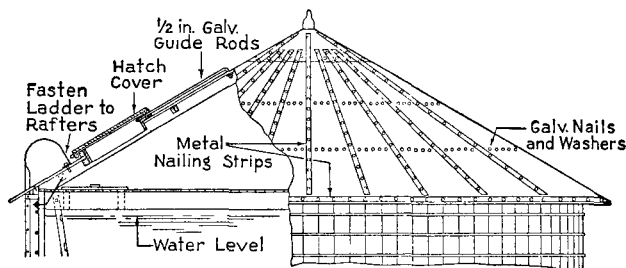 ½ in. Galv.
Guide Rods
Hatch
Cover
Fasten
Ladder to
Rafters
Metal
Nailing Strips
Galv. Nails
and Washers
Water Level